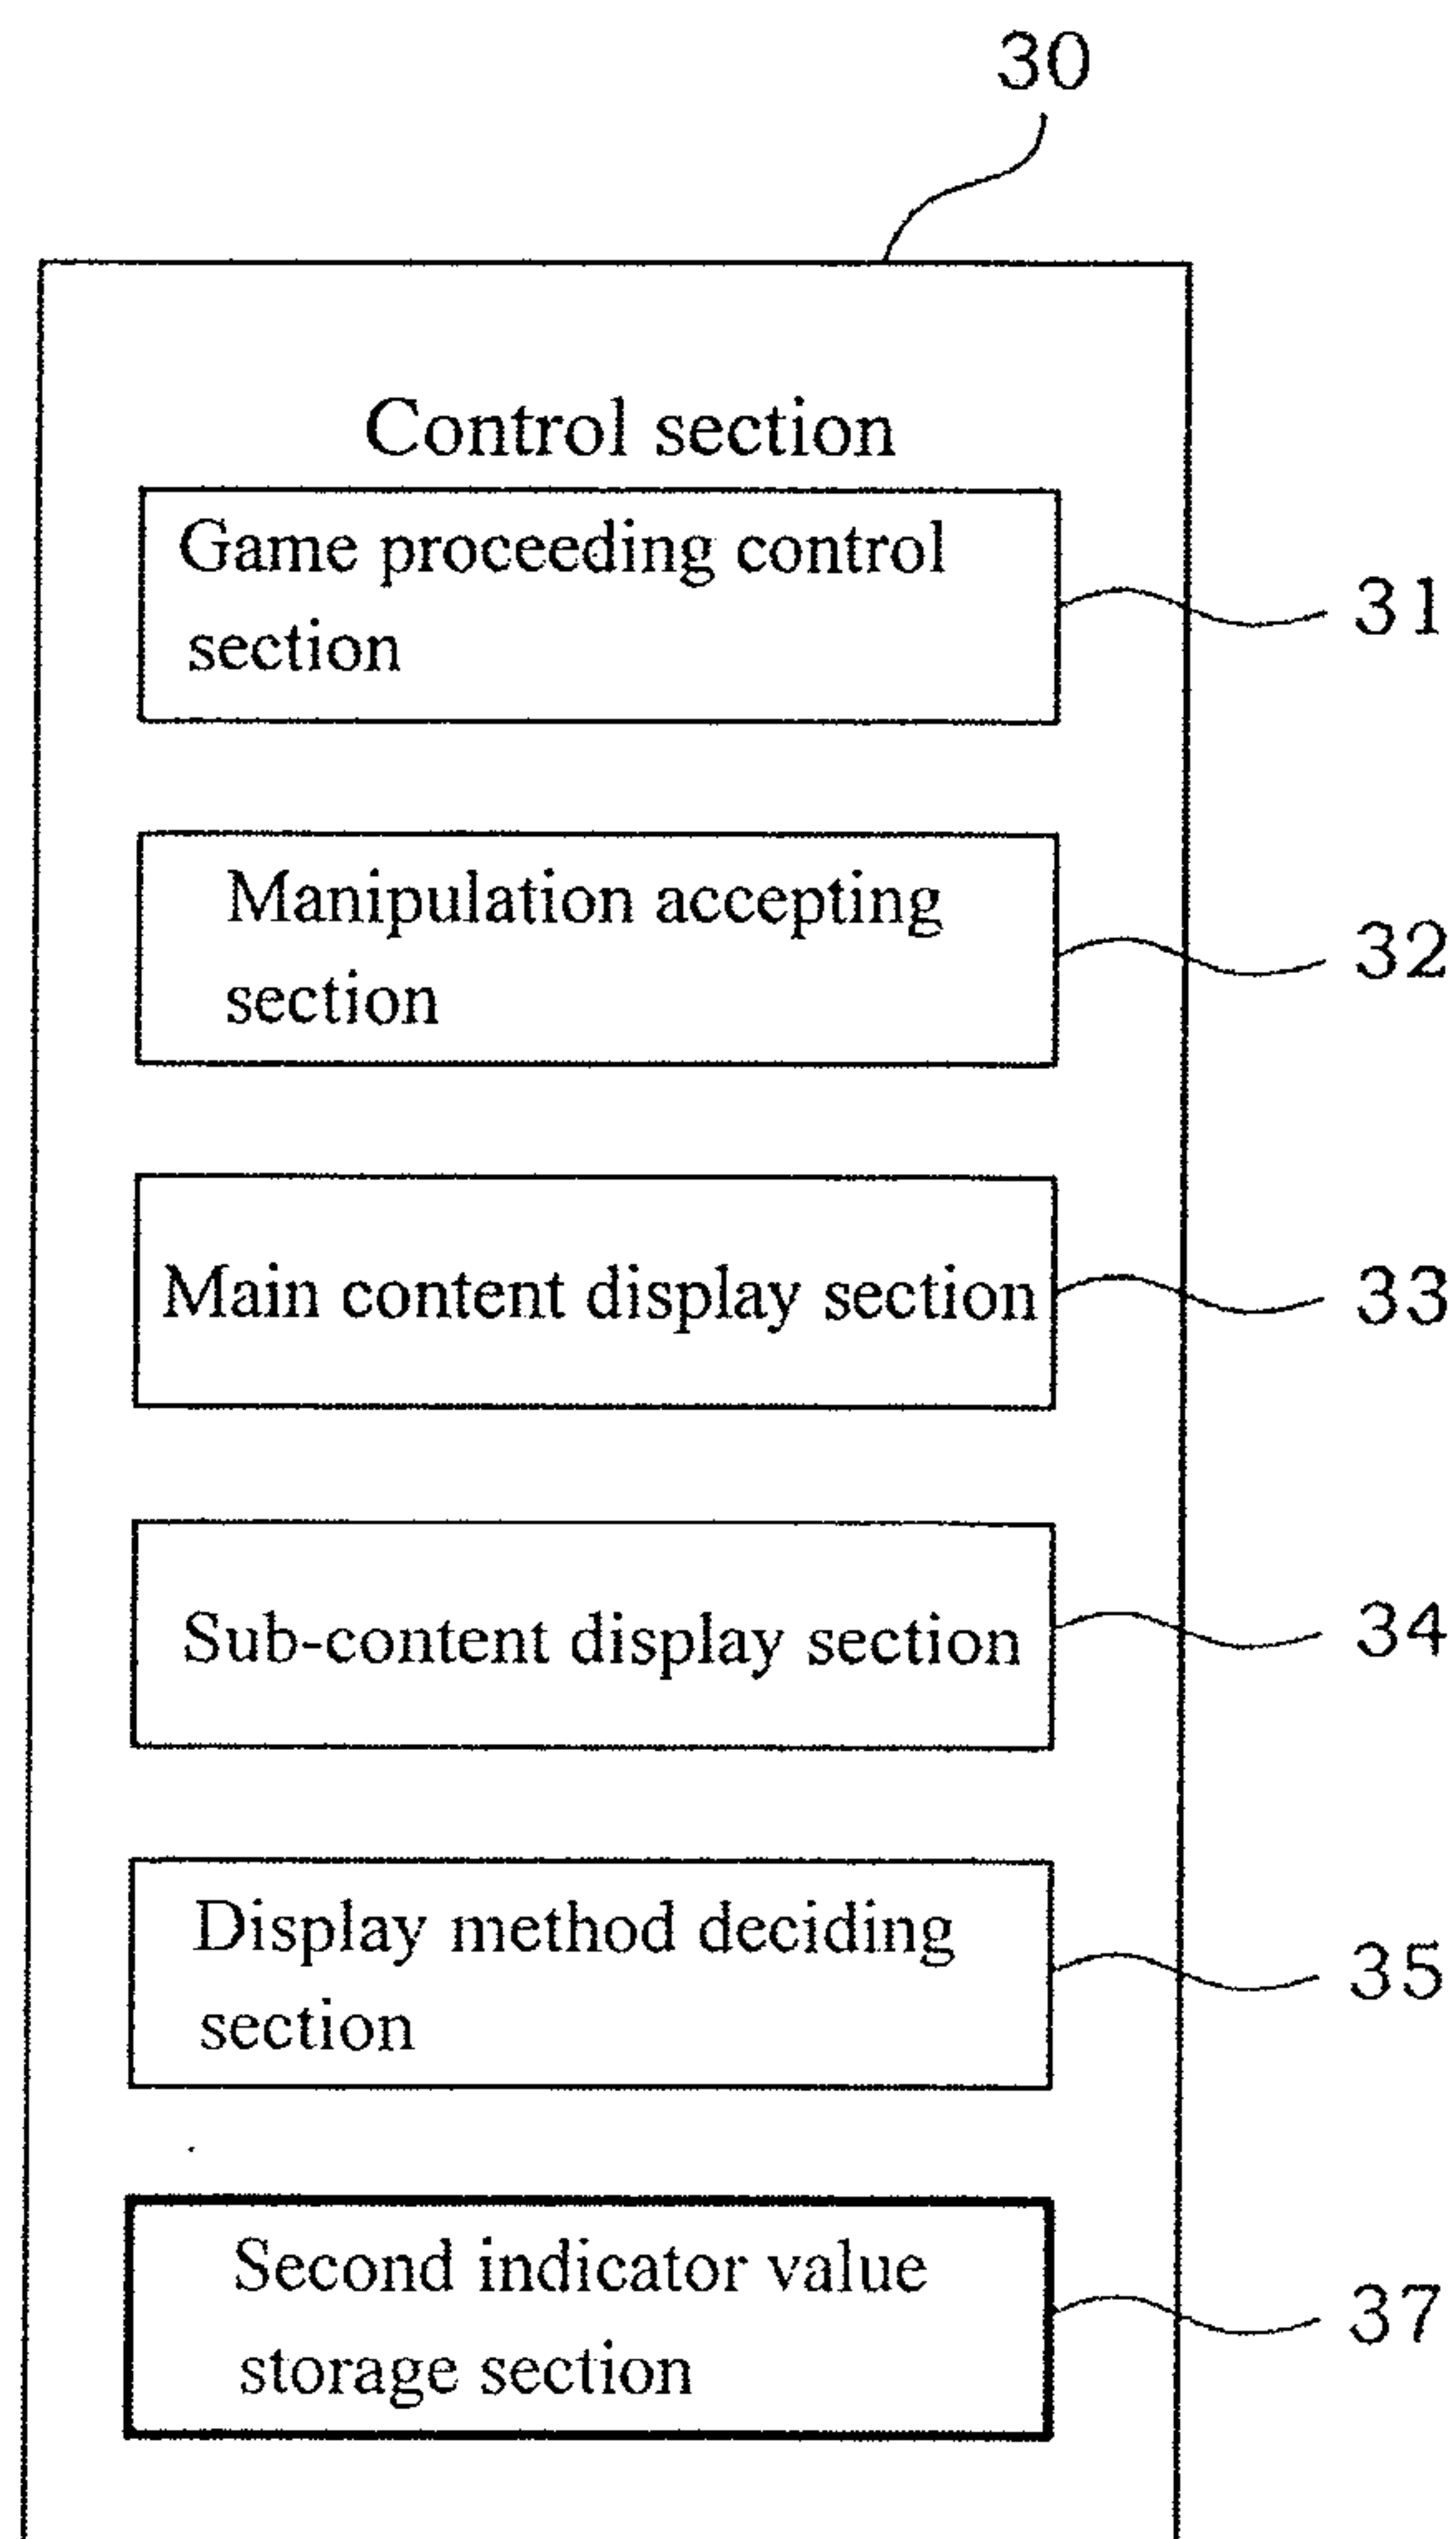 30
Control section
Game proceeding control
section
31
Manipulation accepting
section
32
Main content display section
33
Sub-content display section
34
Display method deciding
section
35
Second indicator value
storage section
37